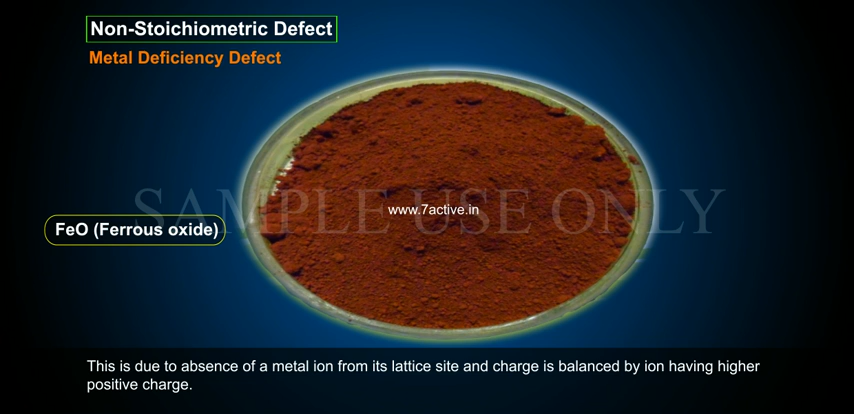 Non-Stoichiometric Defect
Metal Deficiency Defect
SAMPLE USE ONLY
www.7active.in
FeO (Ferrous oxide)
This is due to absence of a metal ion from its lattice site and charge is balanced by ion having higher
positive charge.